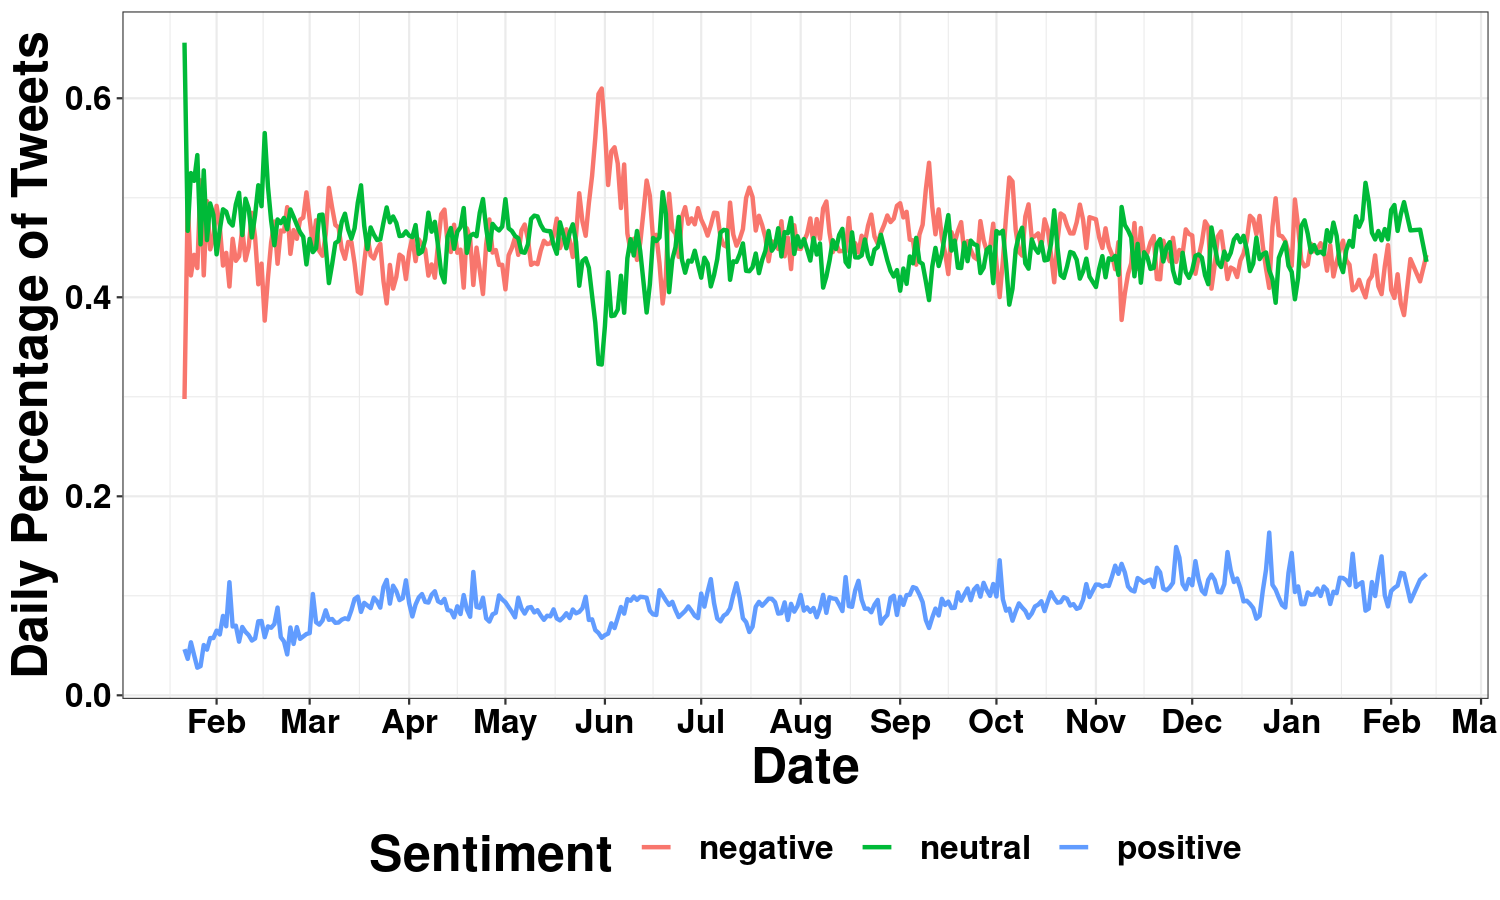 Daily Percentage of Tweets
0.6
0.4
0.2
0.0
Feb Mar Apr May Jun Jul Aug Sep Oct Nov Dec Jan Feb Ma
Date
Sentiment negative neutral positive